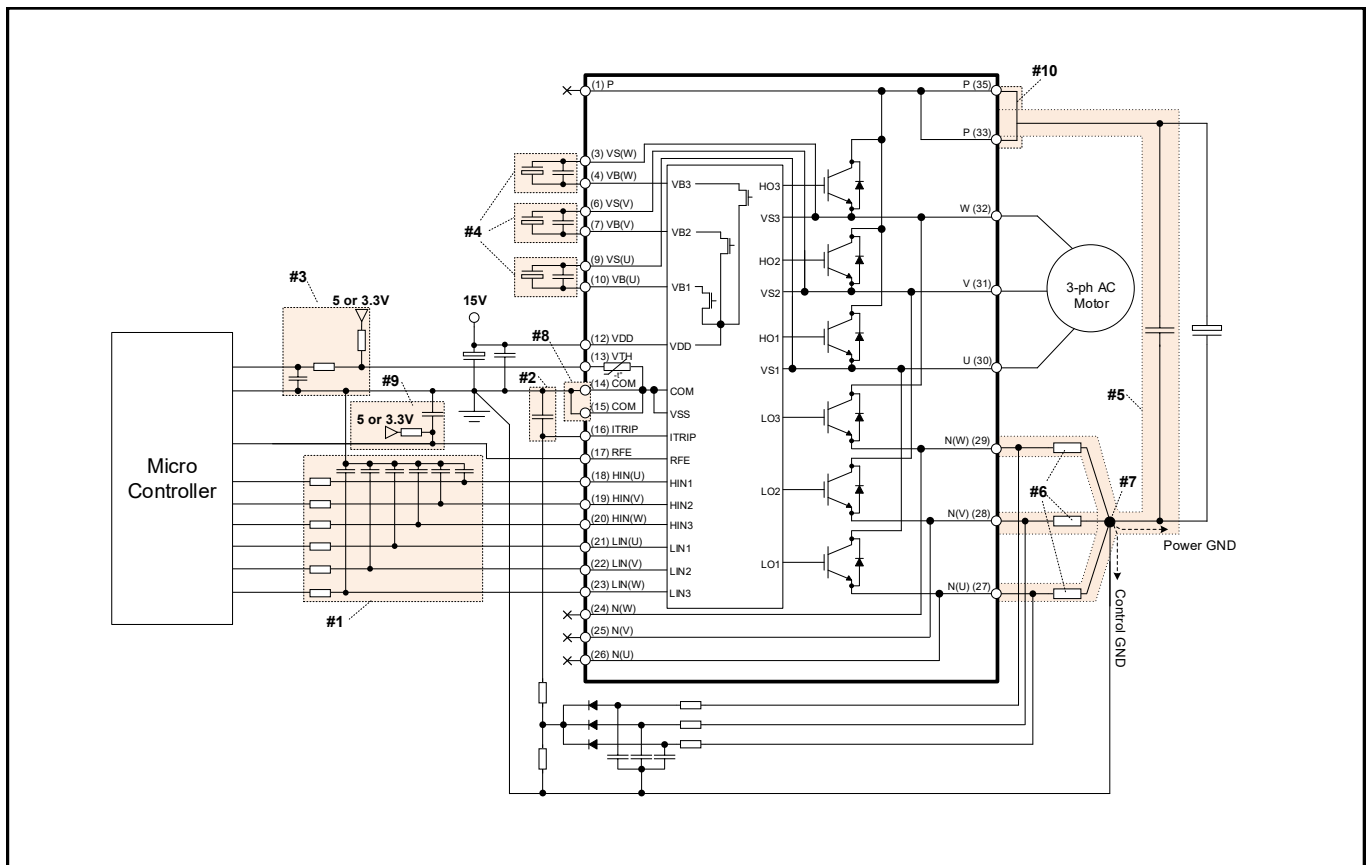 #10
(1) P
P (35)
P (33)
(3) VS(W)
(4) VB(W)
VB3
HO3
VS3
W (32)
(6) VS(V)
(7) VB(V)
VB2
HO2
VS2
V (31)
#4
(9) VS(U)
(10) VB(U)
VB1
HO1
VS1
U (30)
3-ph AC
Motor
#3
5 or 3.3V
15V
#8
(12) VDD
VDD
(13) VTH
-t°
#2
(14) COM
COM
(15) COM
VSS
#9
5 or 3.3V
(16) ITRIP
ITRIP
(17) RFE
RFE
LO3
N(W) (29)
#5
Micro
Controller
(18) HIN(U)
HIN1
(19) HIN(V)
HIN2
(20) HIN(W)
HIN3
LO2
N(V) (28)
#6
#7
Power GND
(21) LIN(U)
LIN1
(22) LIN(V)
LIN2
(23) LIN(W)
LIN3
LO1
N(U) (27)
Control GND
#1
(24) N(W)
(25) N(V)
(26) N(U)